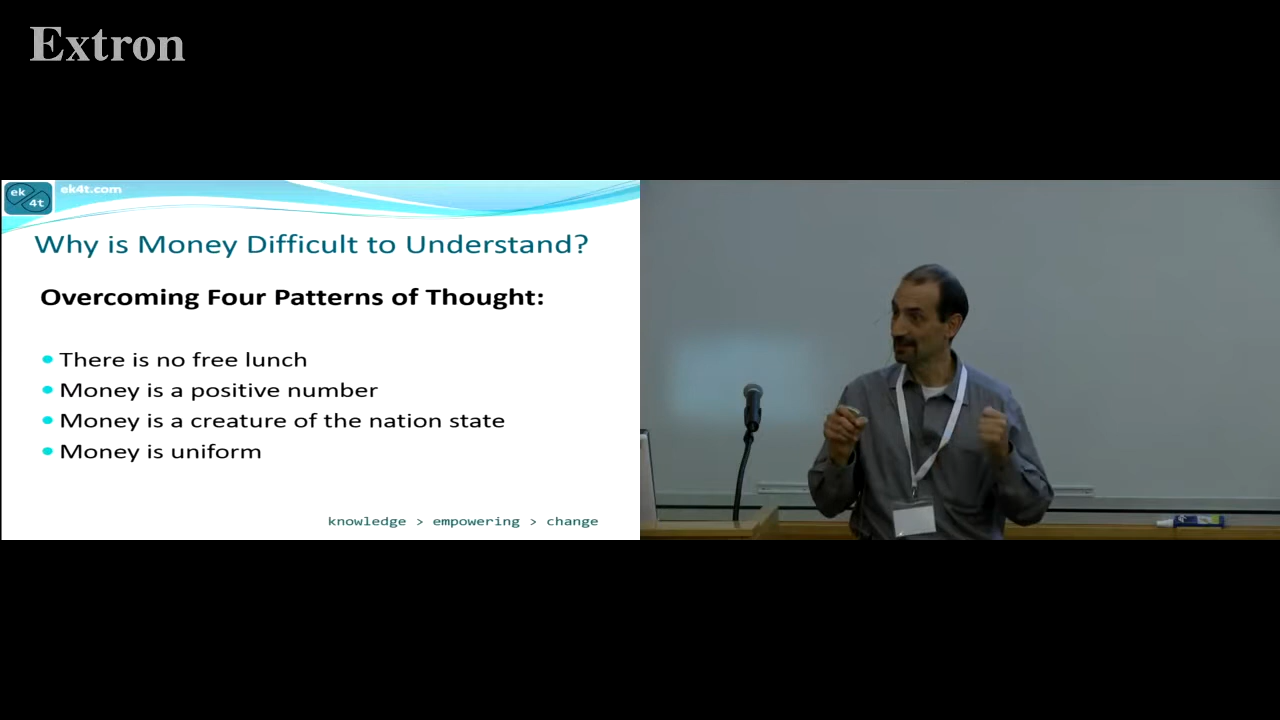 Extron
ek
4t
ek4t.com
Why is Money Difficult to Understand?
Overcoming Four Patterns of Thought:
There is no free lunch
Money is a positive number
Money is a creature of the nation state
Money is uniform
knowledge > empowering > change